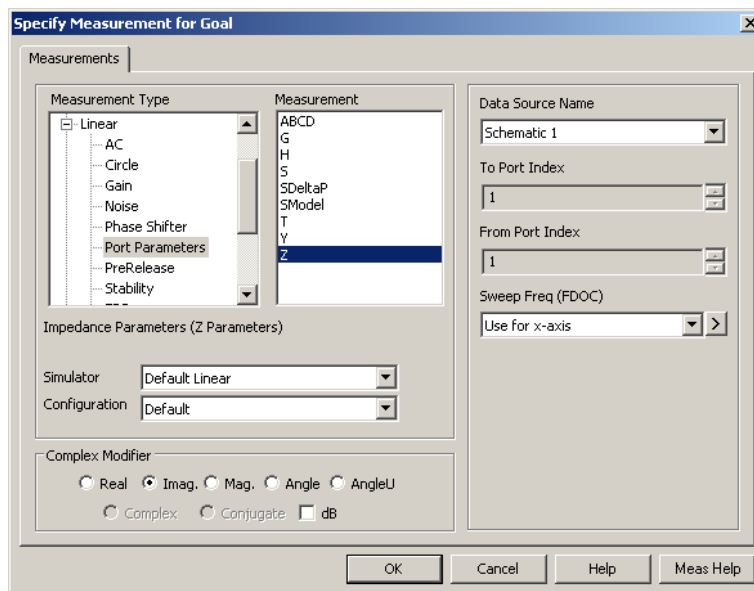 Specify Measurement for Goal
Measurements
Measurement Type
Linear
AC
Circle
Gain
Noise
Phase Shifter
Port Parameters
PreRelease
Stability
Measurement
ABCD
G
H
S
SDeltaP
SModel
T
Y
Z
Impedance Parameters (Z Parameters)
Simulator Default Linear
Configuration Default
Complex Modifier
Real Imag. Mag. Angle AngleU
Complex Conjugate dB
Data Source Name
Schematic 1
To Port Index
1
From Port Index
1
Sweep Freq (FDOC)
Use for x-axis
OK Cancel Help Meas Help